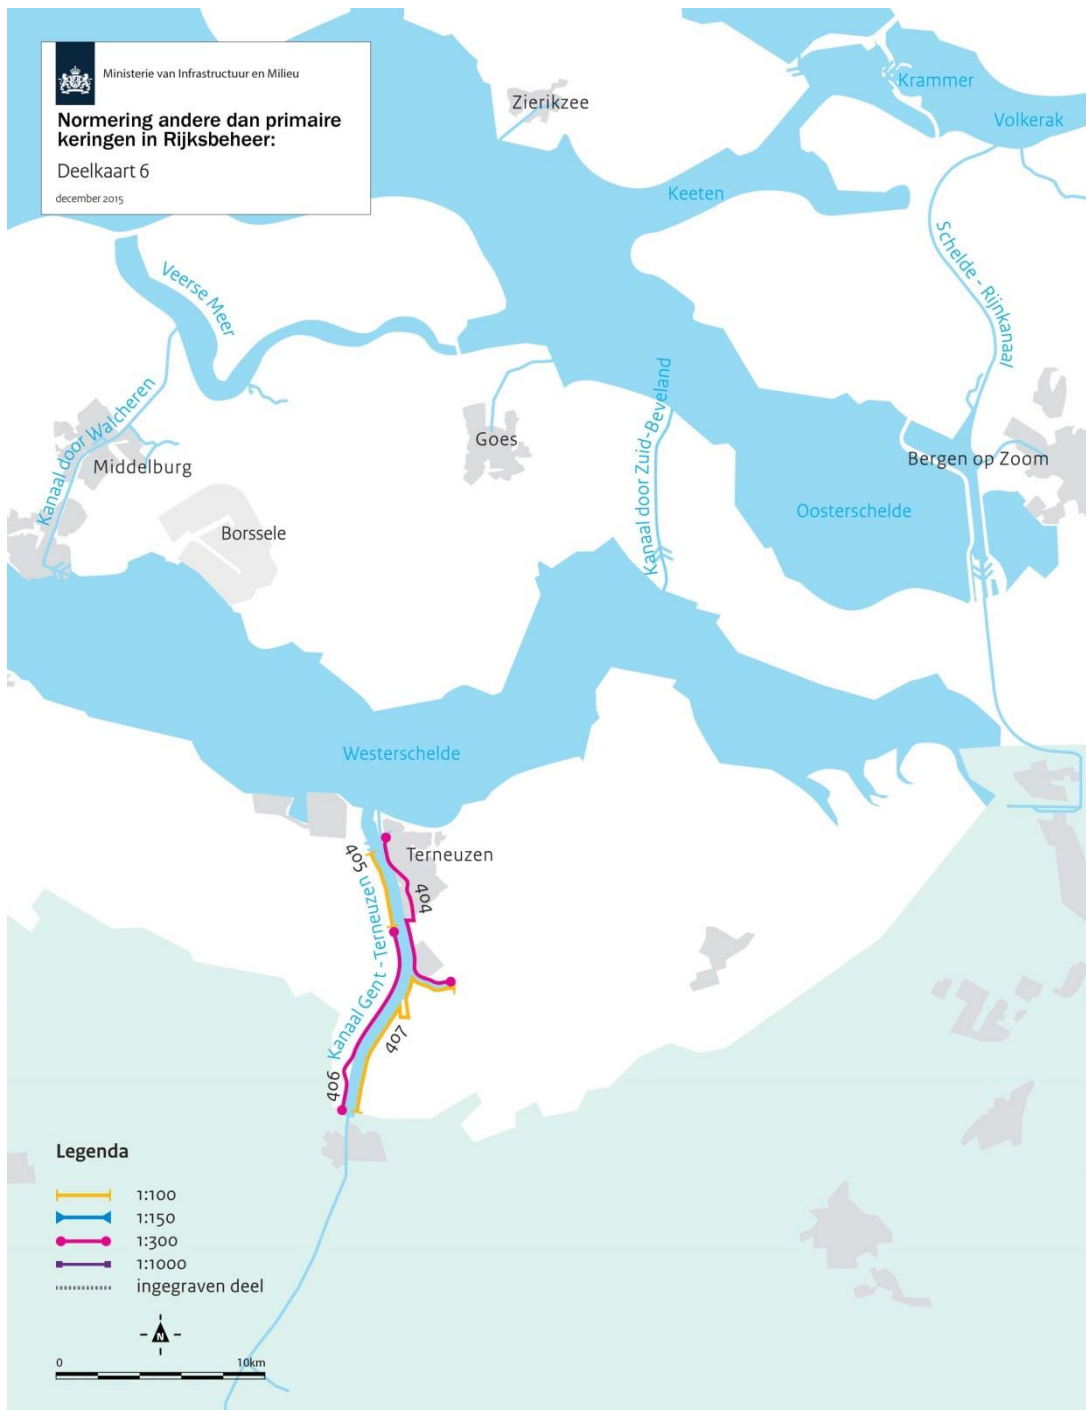 Ministerie van Infrastructuur en Milieu
Normering andere dan primaire
keringen in Rijksbeheer:
Deelkaart 6
december 2015
Zierikzee
Krammer
Volkerak
Keeten
Schelde - Rijnkanaal
Veerse Meer
Kanaal door Walcheren
Middelburg
Goes
Kanaal door Zuid-Beveland
Bergen op Zoom
Oosterschelde
Borssele
Westerschelde
Terneuzen
405
404
Kanaal Gent - Terneuzen
407
406
Legenda
1:100
1:150
1:300
1:1000
ingegraven deel
N
0 10km